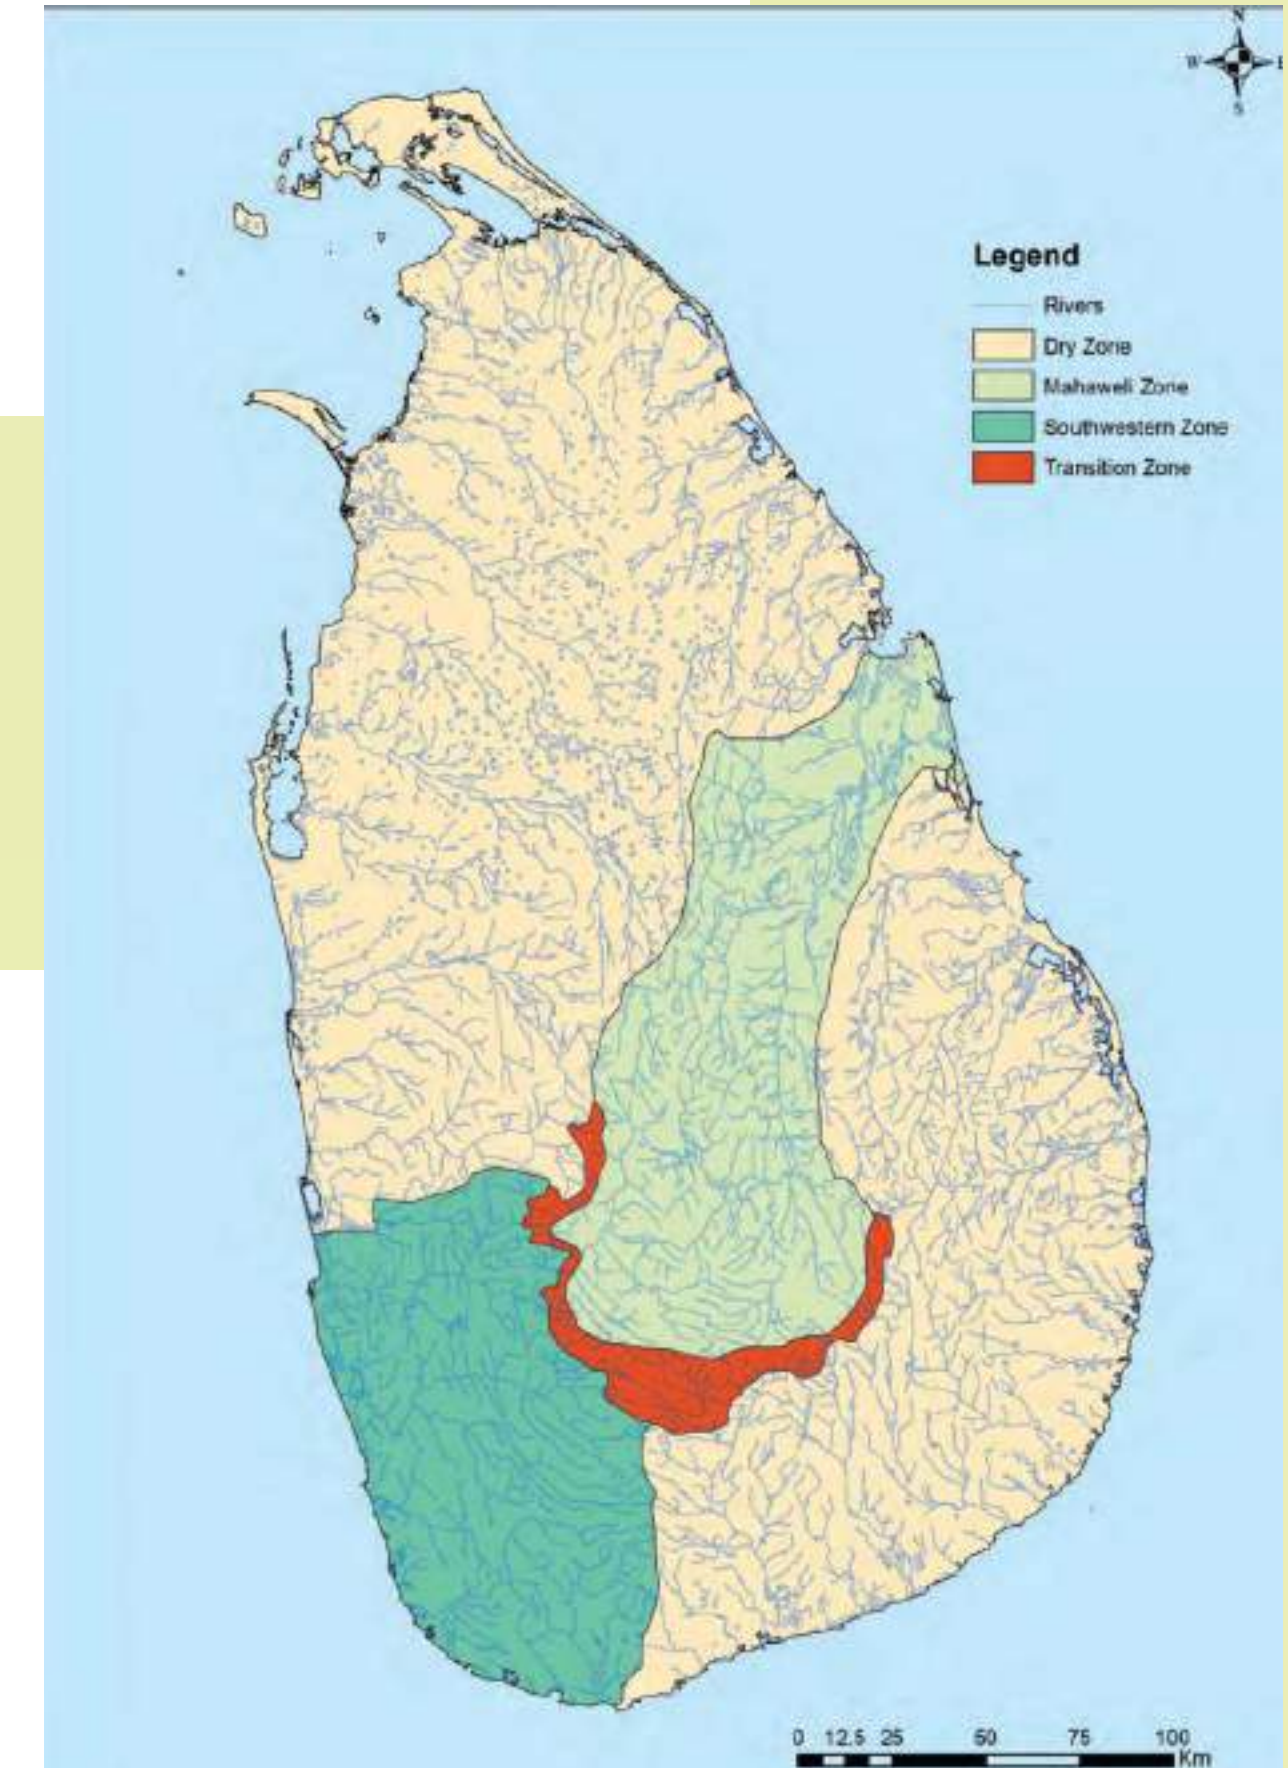 N
W E
S
Legend
Rivers
Dry Zone
Mahaweli Zone
Southwestern Zone
Transition Zone
0 12.5 25 50 75 100
Km